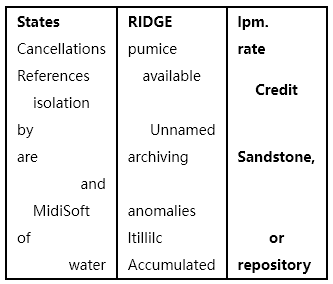 States
Cancellations
References
isolation
by
are
and
MidiSoft
of
water
RIDGE
pumice
available
Unnamed
archiving
anomalies
ltillilc
Accumulated
lpm.
rate
Credit
Sandstone,
or
repository